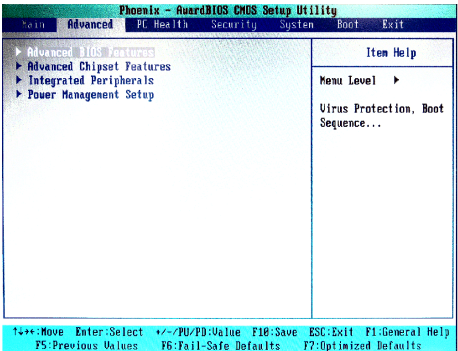 Phoenix - AwardBIOS CMOS Setup Utility
Main Advanced PC Health Security System Boot Exit
▶ Advanced BIOS Features
▶ Advanced Chipset Features
▶ Integrated Peripherals
▶ Power Management Setup
Item Help
Menu Level ▶
Virus Protection, Boot
Sequence...
↑↓→←:Move Enter:Select +/-/PU/PD:Value F10:Save ESC:Exit F1:General Help
F5:Previous Values F6:Fail-Safe Defaults F7:Optimized Defaults